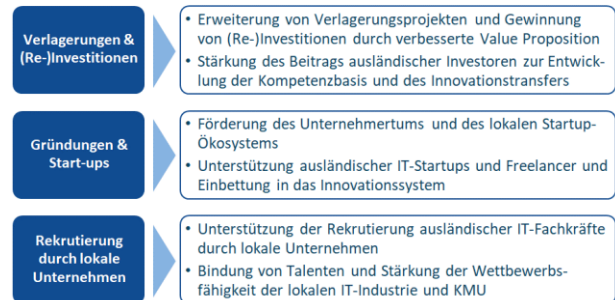 Verlagerungen &
(Re-)Investitionen
• Erweiterung von Verlagerungsprojekten und Gewinnung
von (Re-)Investitionen durch verbesserte Value Proposition
• Stärkung des Beitrags ausländischer Investoren zur Entwick-
lung der Kompetenzbasis und des Innovationstransfers
Gründungen &
Start-ups
• Förderung des Unternehmertums und des lokalen Startup-
Ökosystems
• Unterstützung ausländischer IT-Startups und Freelancer und
Einbettung in das Innovationssystem
Rekrutierung
durch lokale
Unternehmen
• Unterstützung der Rekrutierung ausländischer IT-Fachkräfte
durch lokale Unternehmen
• Bindung von Talenten und Stärkung der Wettbewerbs-
fähigkeit der lokalen IT-Industrie und KMU